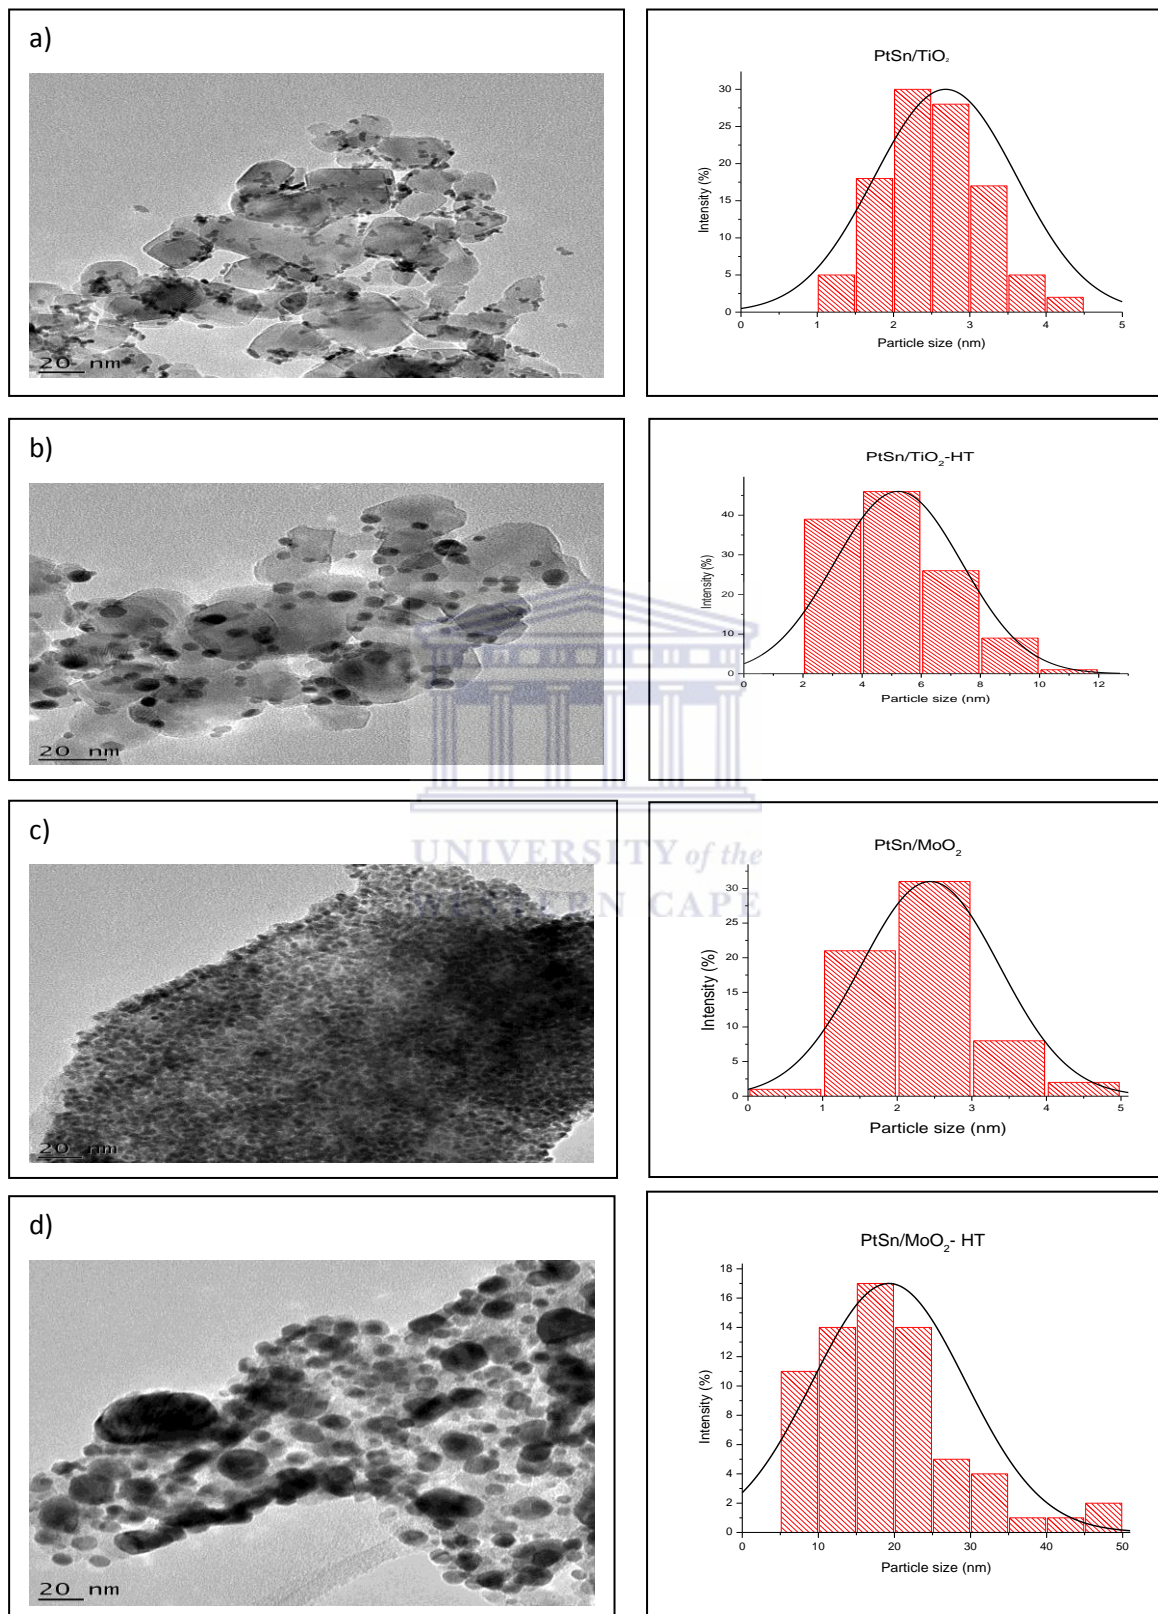 a)
20 nm
PtSn/TiO₂
Intensity (%)
30
25
20
15
10
5
0
0 1 2 3 4 5
Particle size (nm)
b)
20 nm
PtSn/TiO₂-HT
Intensity (%)
40
30
20
10
0
0 2 4 6 8 10 12
Particle size (nm)
UNIVERSITY of the
WESTERN CAPE
c)
20 nm
PtSn/MoO₂
Intensity (%)
30
25
20
15
10
5
0
0 1 2 3 4 5
Particle size (nm)
d)
20 nm
PtSn/MoO₂- HT
Intensity (%)
18
16
14
12
10
8
6
4
2
0
0 10 20 30 40 50
Particle size (nm)